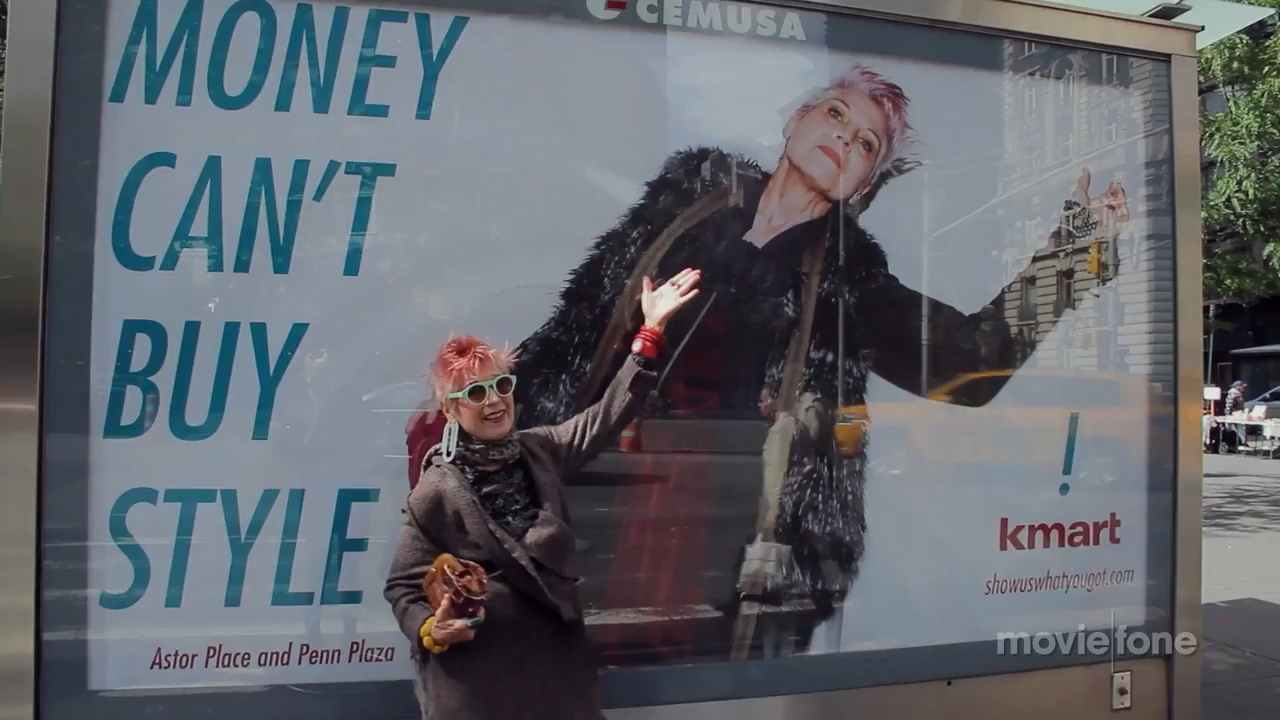 CEMUSA
MONEY
CAN'T
BUY
STYLE
!
kmart
showuswhatyougot.com
Astor Place and Penn Plaza
moviefone